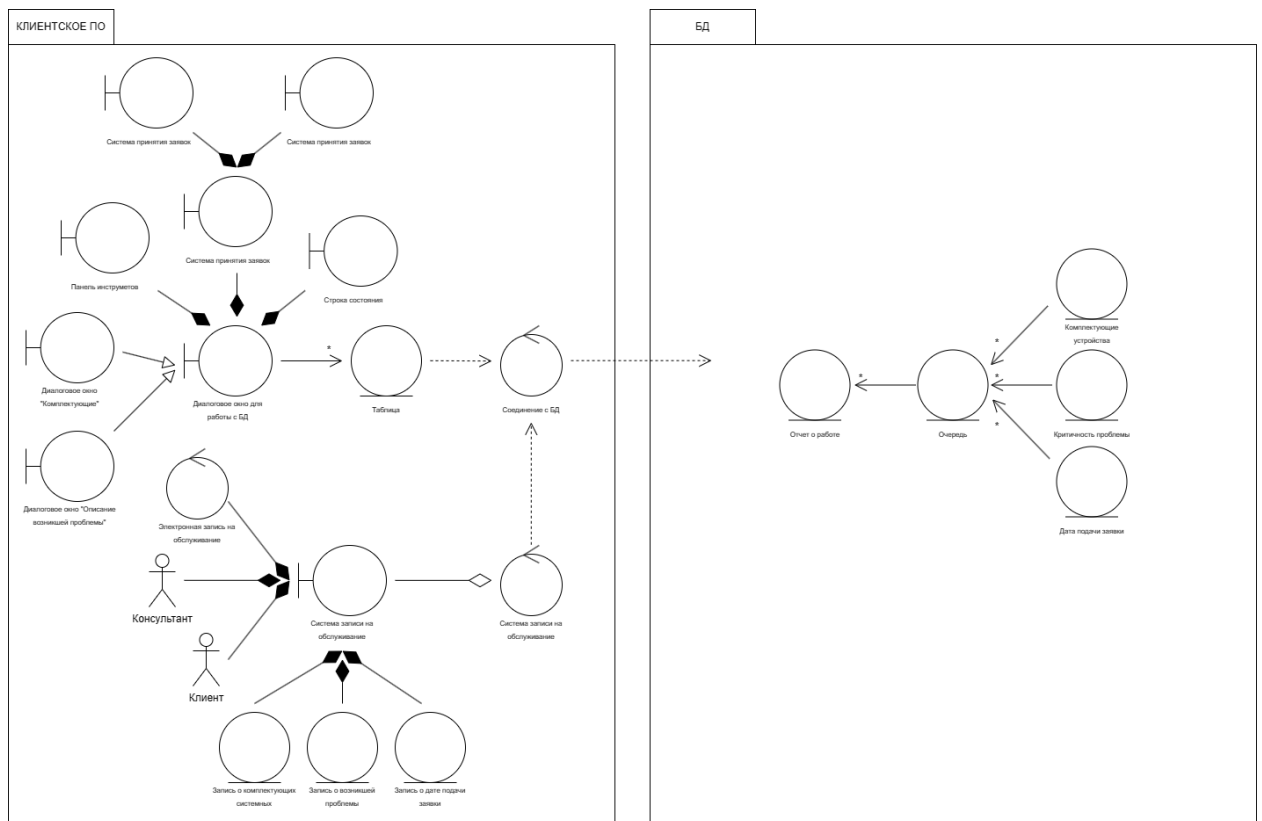 КЛИЕНТСКОЕ ПО
БД
Система принятия заявок
Система принятия заявок
Система принятия заявок
Панель инструметов
Строка состояния
Диалоговое окно
"Комплектующие"
Диалоговое окно для
работы с БД
*
Таблица
Соединение с БД
Диалоговое окно "Описание
возникшей проблемы"
Электронная запись на
обслуживание
Консультант
Клиент
Система записи на
обслуживание
Система записи на
обслуживание
Запись о комплектующих
системных
Запись о возникшей
проблемы
Запись о дате подачи
заявки
Комплектующие
устройства
*
*
*
*
Отчет о работе
Очередь
Критичность проблемы
Дата подачи заявки